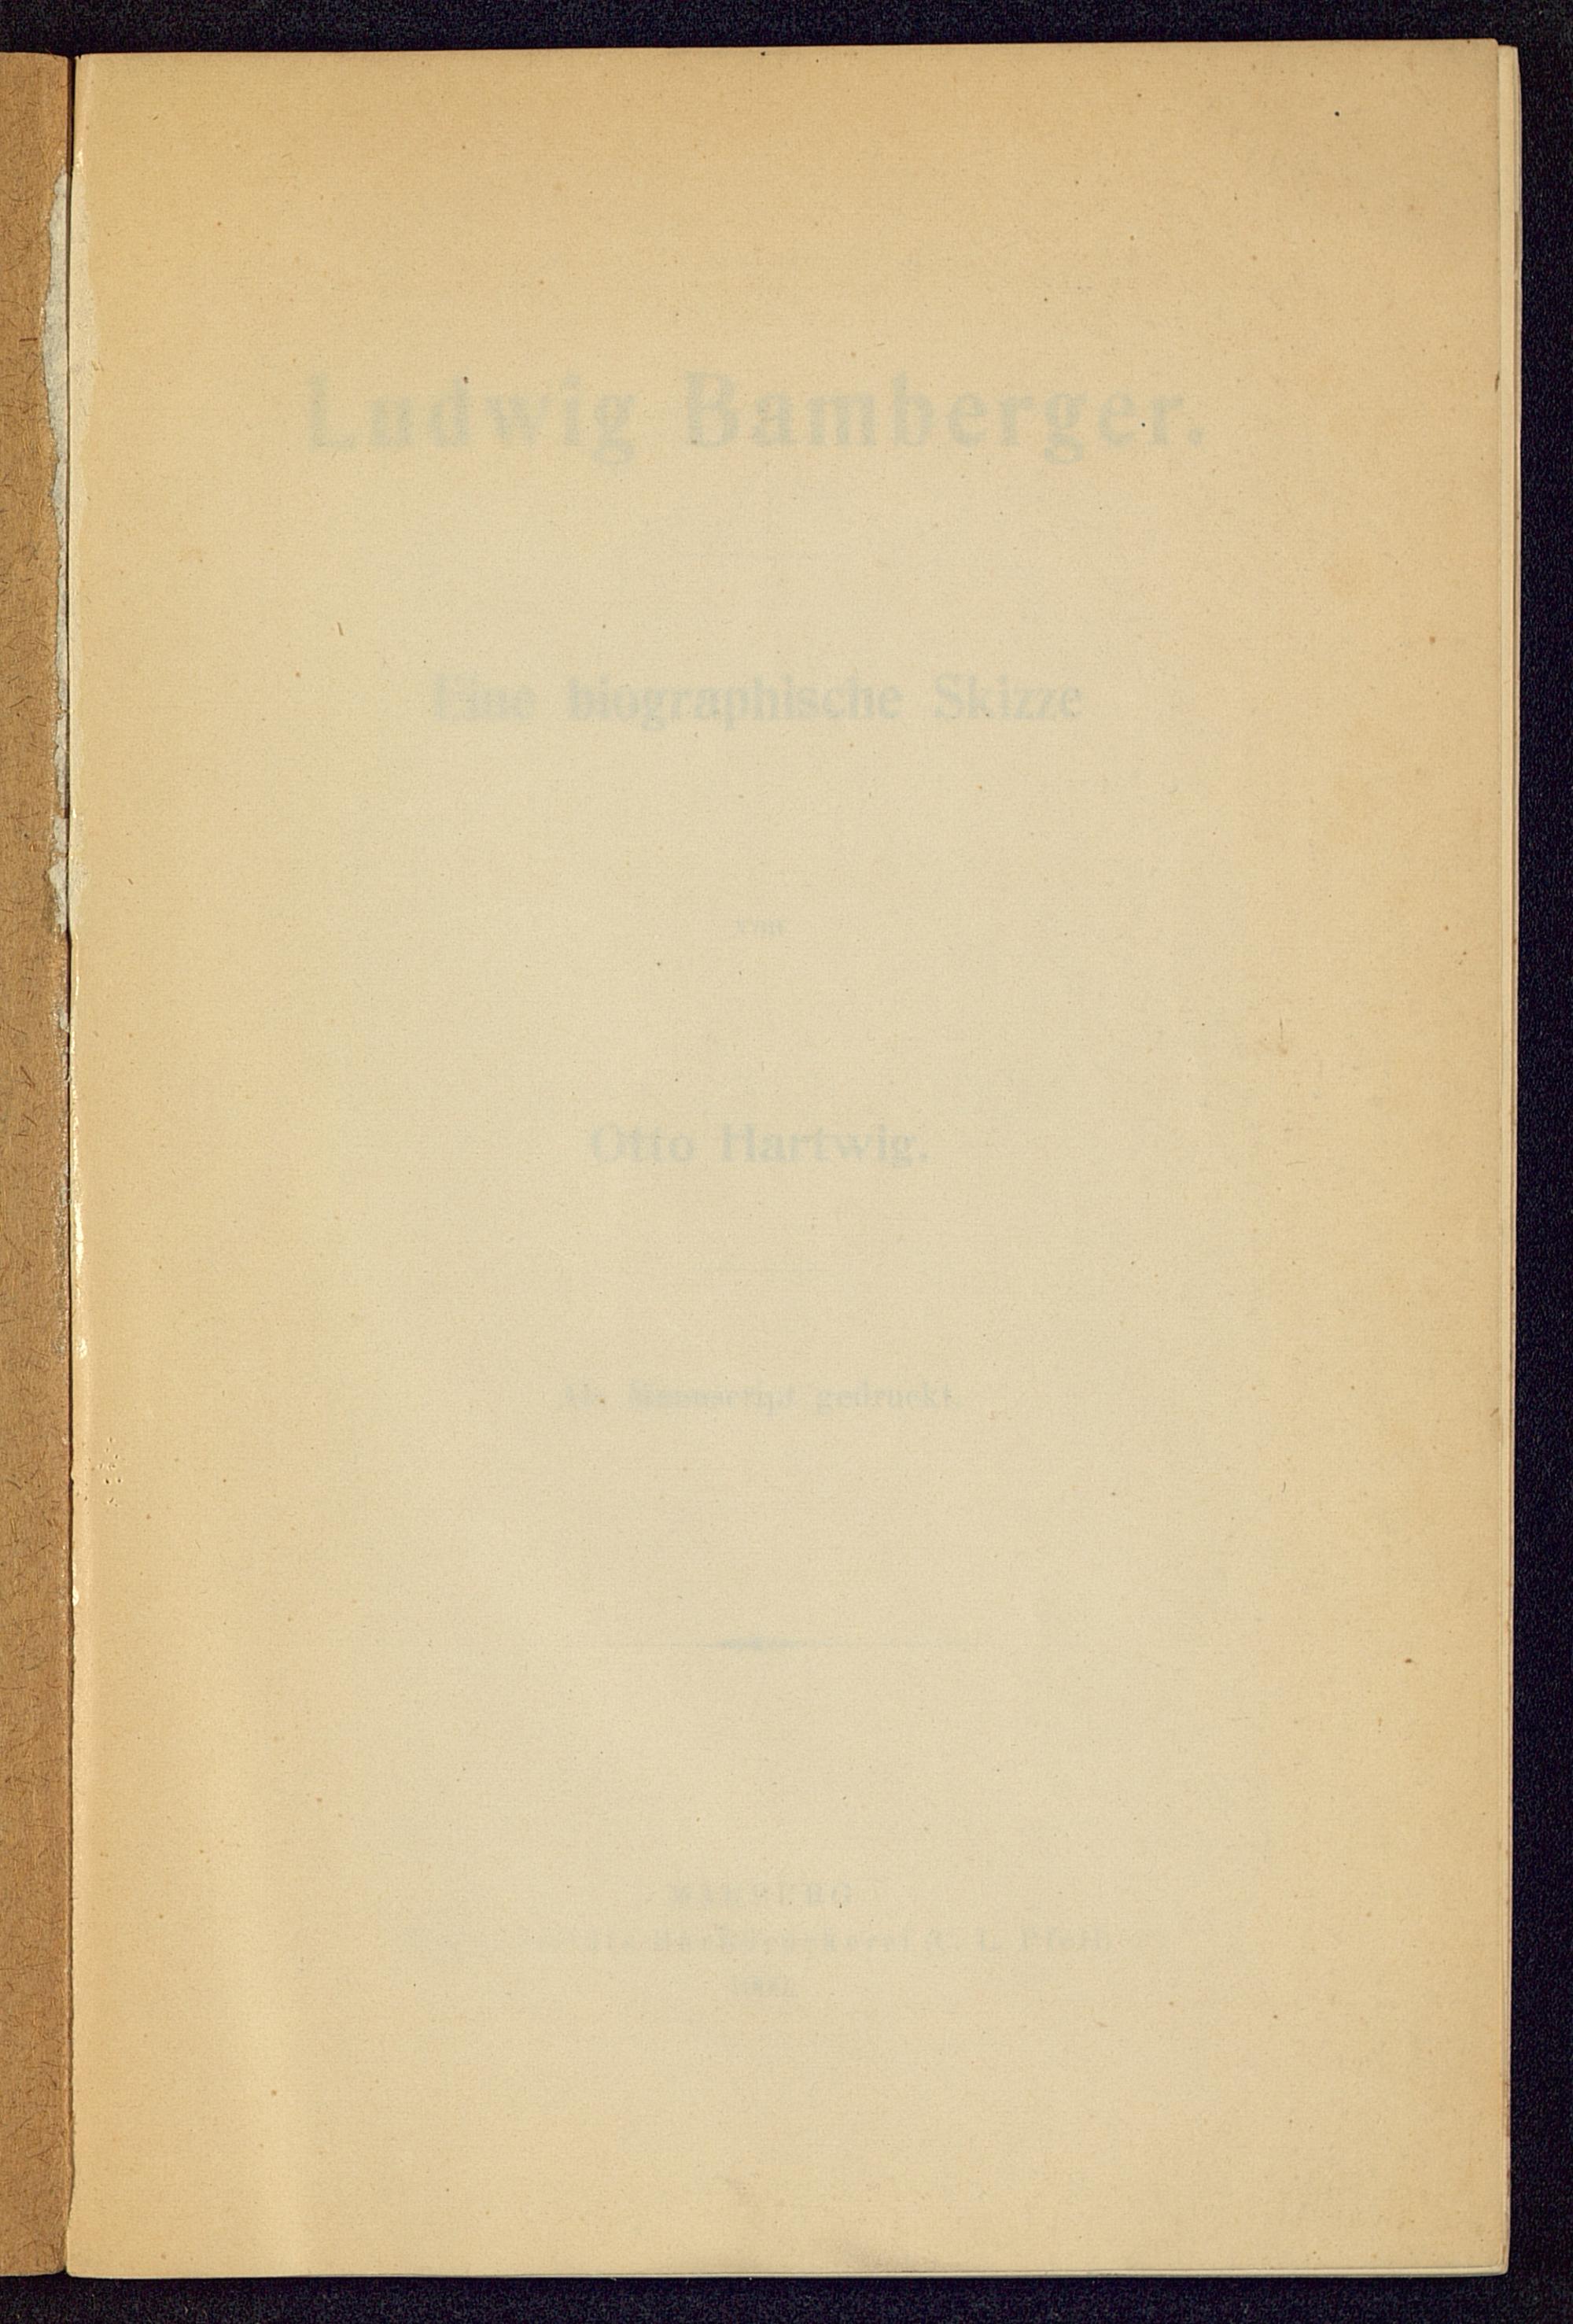 Ludwig Bamberger.
Eine biographische Skizze
von
Otto Hartwig.
Als Manuscript gedruckt.
MARBURG